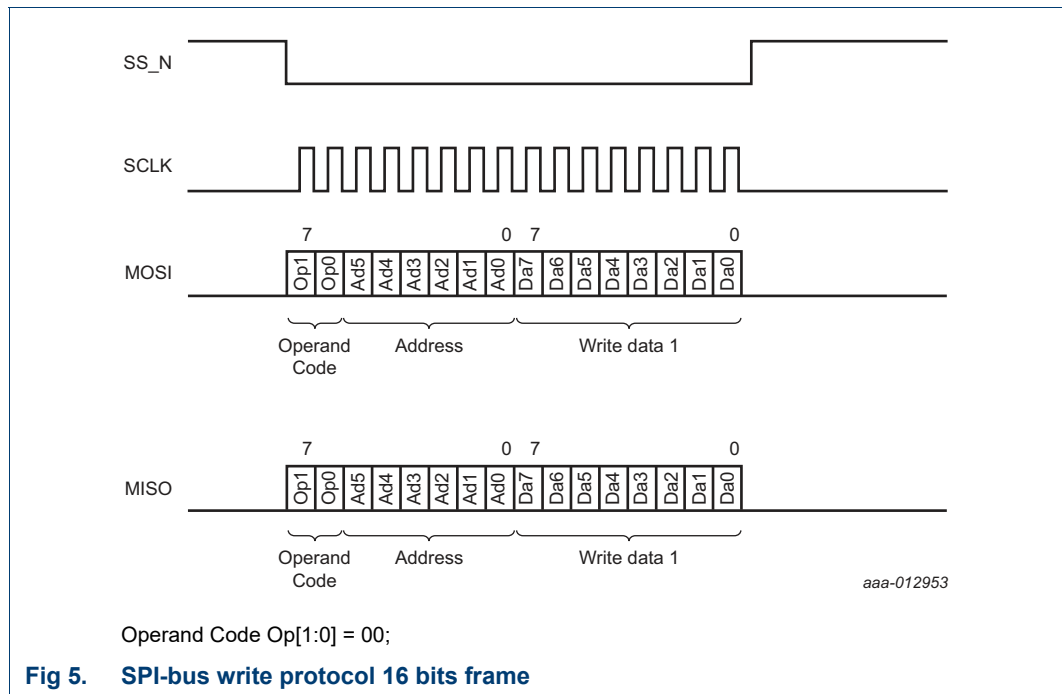 SS_N
SCLK
7 0 7 0
MOSI Op1 Op0 Ad5 Ad4 Ad3 Ad2 Ad1 Ad0 Da7 Da6 Da5 Da4 Da3 Da2 Da1 Da0
Operand Address Write data 1
Code
7 0 7 0
MISO Op1 Op0 Ad5 Ad4 Ad3 Ad2 Ad1 Ad0 Da7 Da6 Da5 Da4 Da3 Da2 Da1 Da0
Operand Address Write data 1
Code
aaa-012953
Operand Code Op[1:0] = 00;
Fig 5. SPI-bus write protocol 16 bits frame